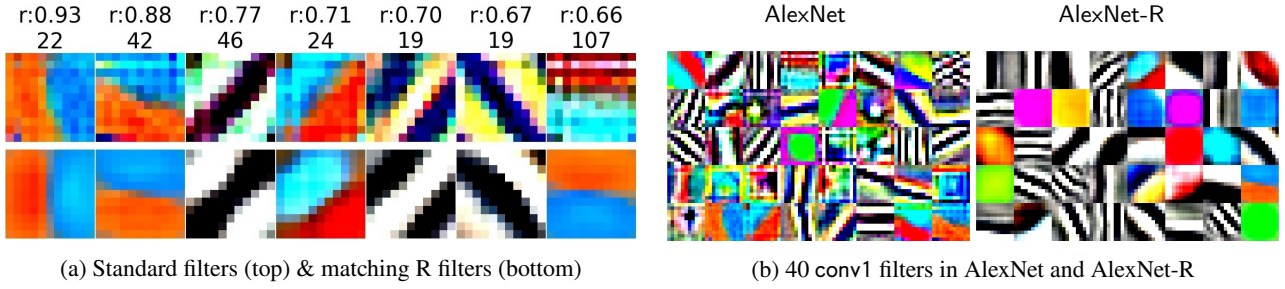 r:0.93 r:0.88 r:0.77 r:0.71 r:0.70 r:0.67 r:0.66
22 42 46 24 19 19 107
(a) Standard filters (top) & matching R filters (bottom)
AlexNet AlexNet-R
(b) 40 conv1 filters in AlexNet and AlexNet-R